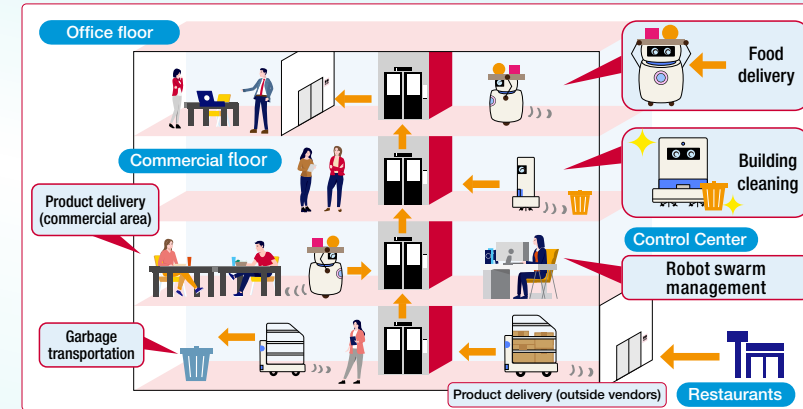 Office floor
Food
delivery
Commercial floor
Building
cleaning
Product delivery
(commercial area)
Control Center
Robot swarm
management
Garbage
transportation
Product delivery (outside vendors)
Restaurants